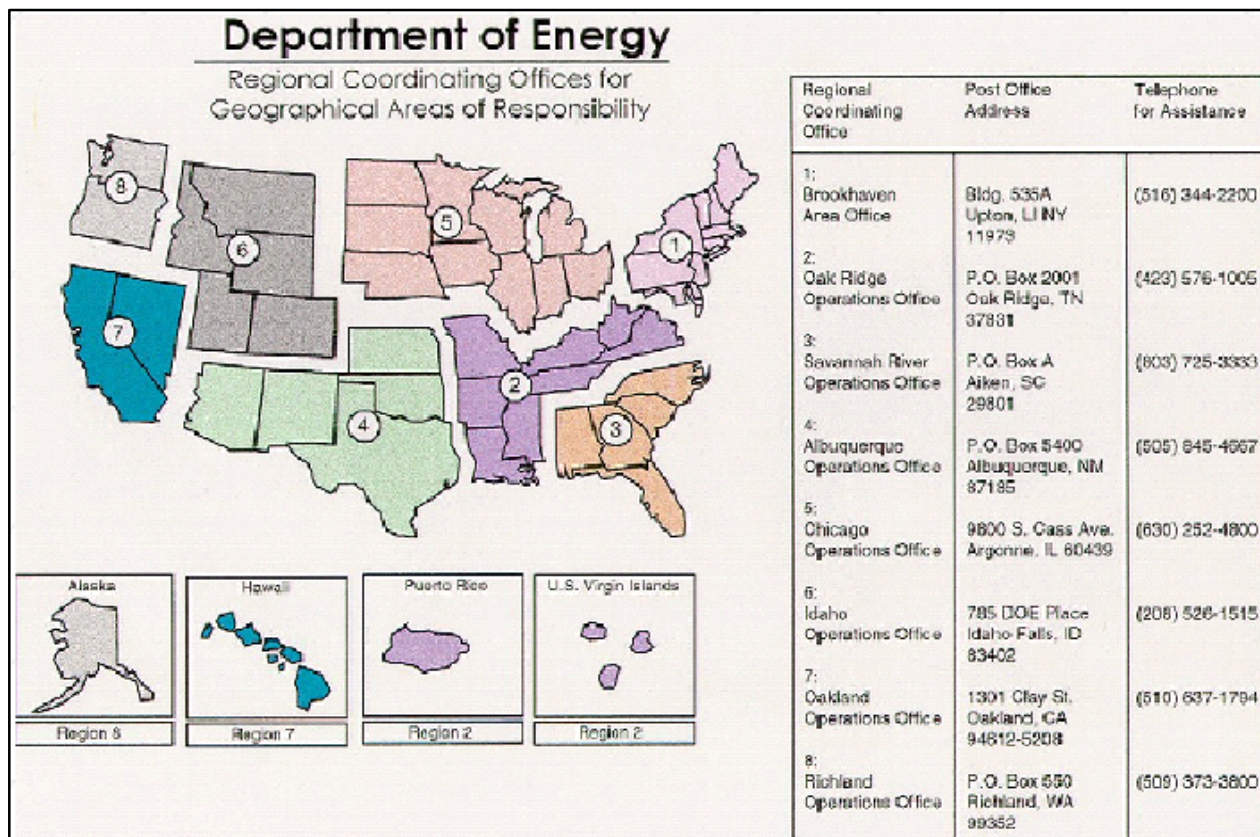 Department of Energy
Regional Coordinating Offices for
Geographical Areas of Responsibility
8
6
5
1
7
2
4
3
Alaska
Region 8
Hawaii
Region 7
Puerto Rico
Region 2
U.S. Virgin Islands
Region 2
Regional Coordinating Office
Post Office Address
Telephone for Assistance
1:
Brookhaven Bldg. 535A (516) 344-2200
Area Office Upton, LI NY
11973
2:
Oak Ridge P.O. Box 2001 (423) 576-1005
Operations Office Oak Ridge, TN
37831
3:
Savannah River P.O. Box A (803) 725-3333
Operations Office Aiken, SC
29801
4:
Albuquerque P.O. Box 5400 (505) 845-4667
Operations Office Albuquerque, NM
87185
5:
Chicago 9800 S. Cass Ave. (630) 252-4800
Operations Office Argonne, IL 60439
6:
Idaho 785 DOE Place (208) 526-1515
Operations Office Idaho Falls, ID
83402
7:
Oakland 1301 Clay St. (510) 637-1794
Operations Office Oakland, CA
94612-5208
8:
Richland P.O. Box 550 (509) 373-3800
Operations Office Richland, WA
99352